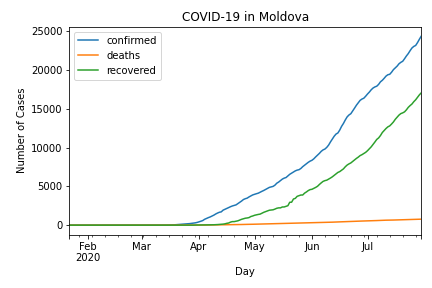 COVID-19 in Moldova
confirmed
deaths
recovered
Number of Cases
25000
20000
15000
10000
5000
0
Feb Mar Apr May Jun Jul
2020
Day